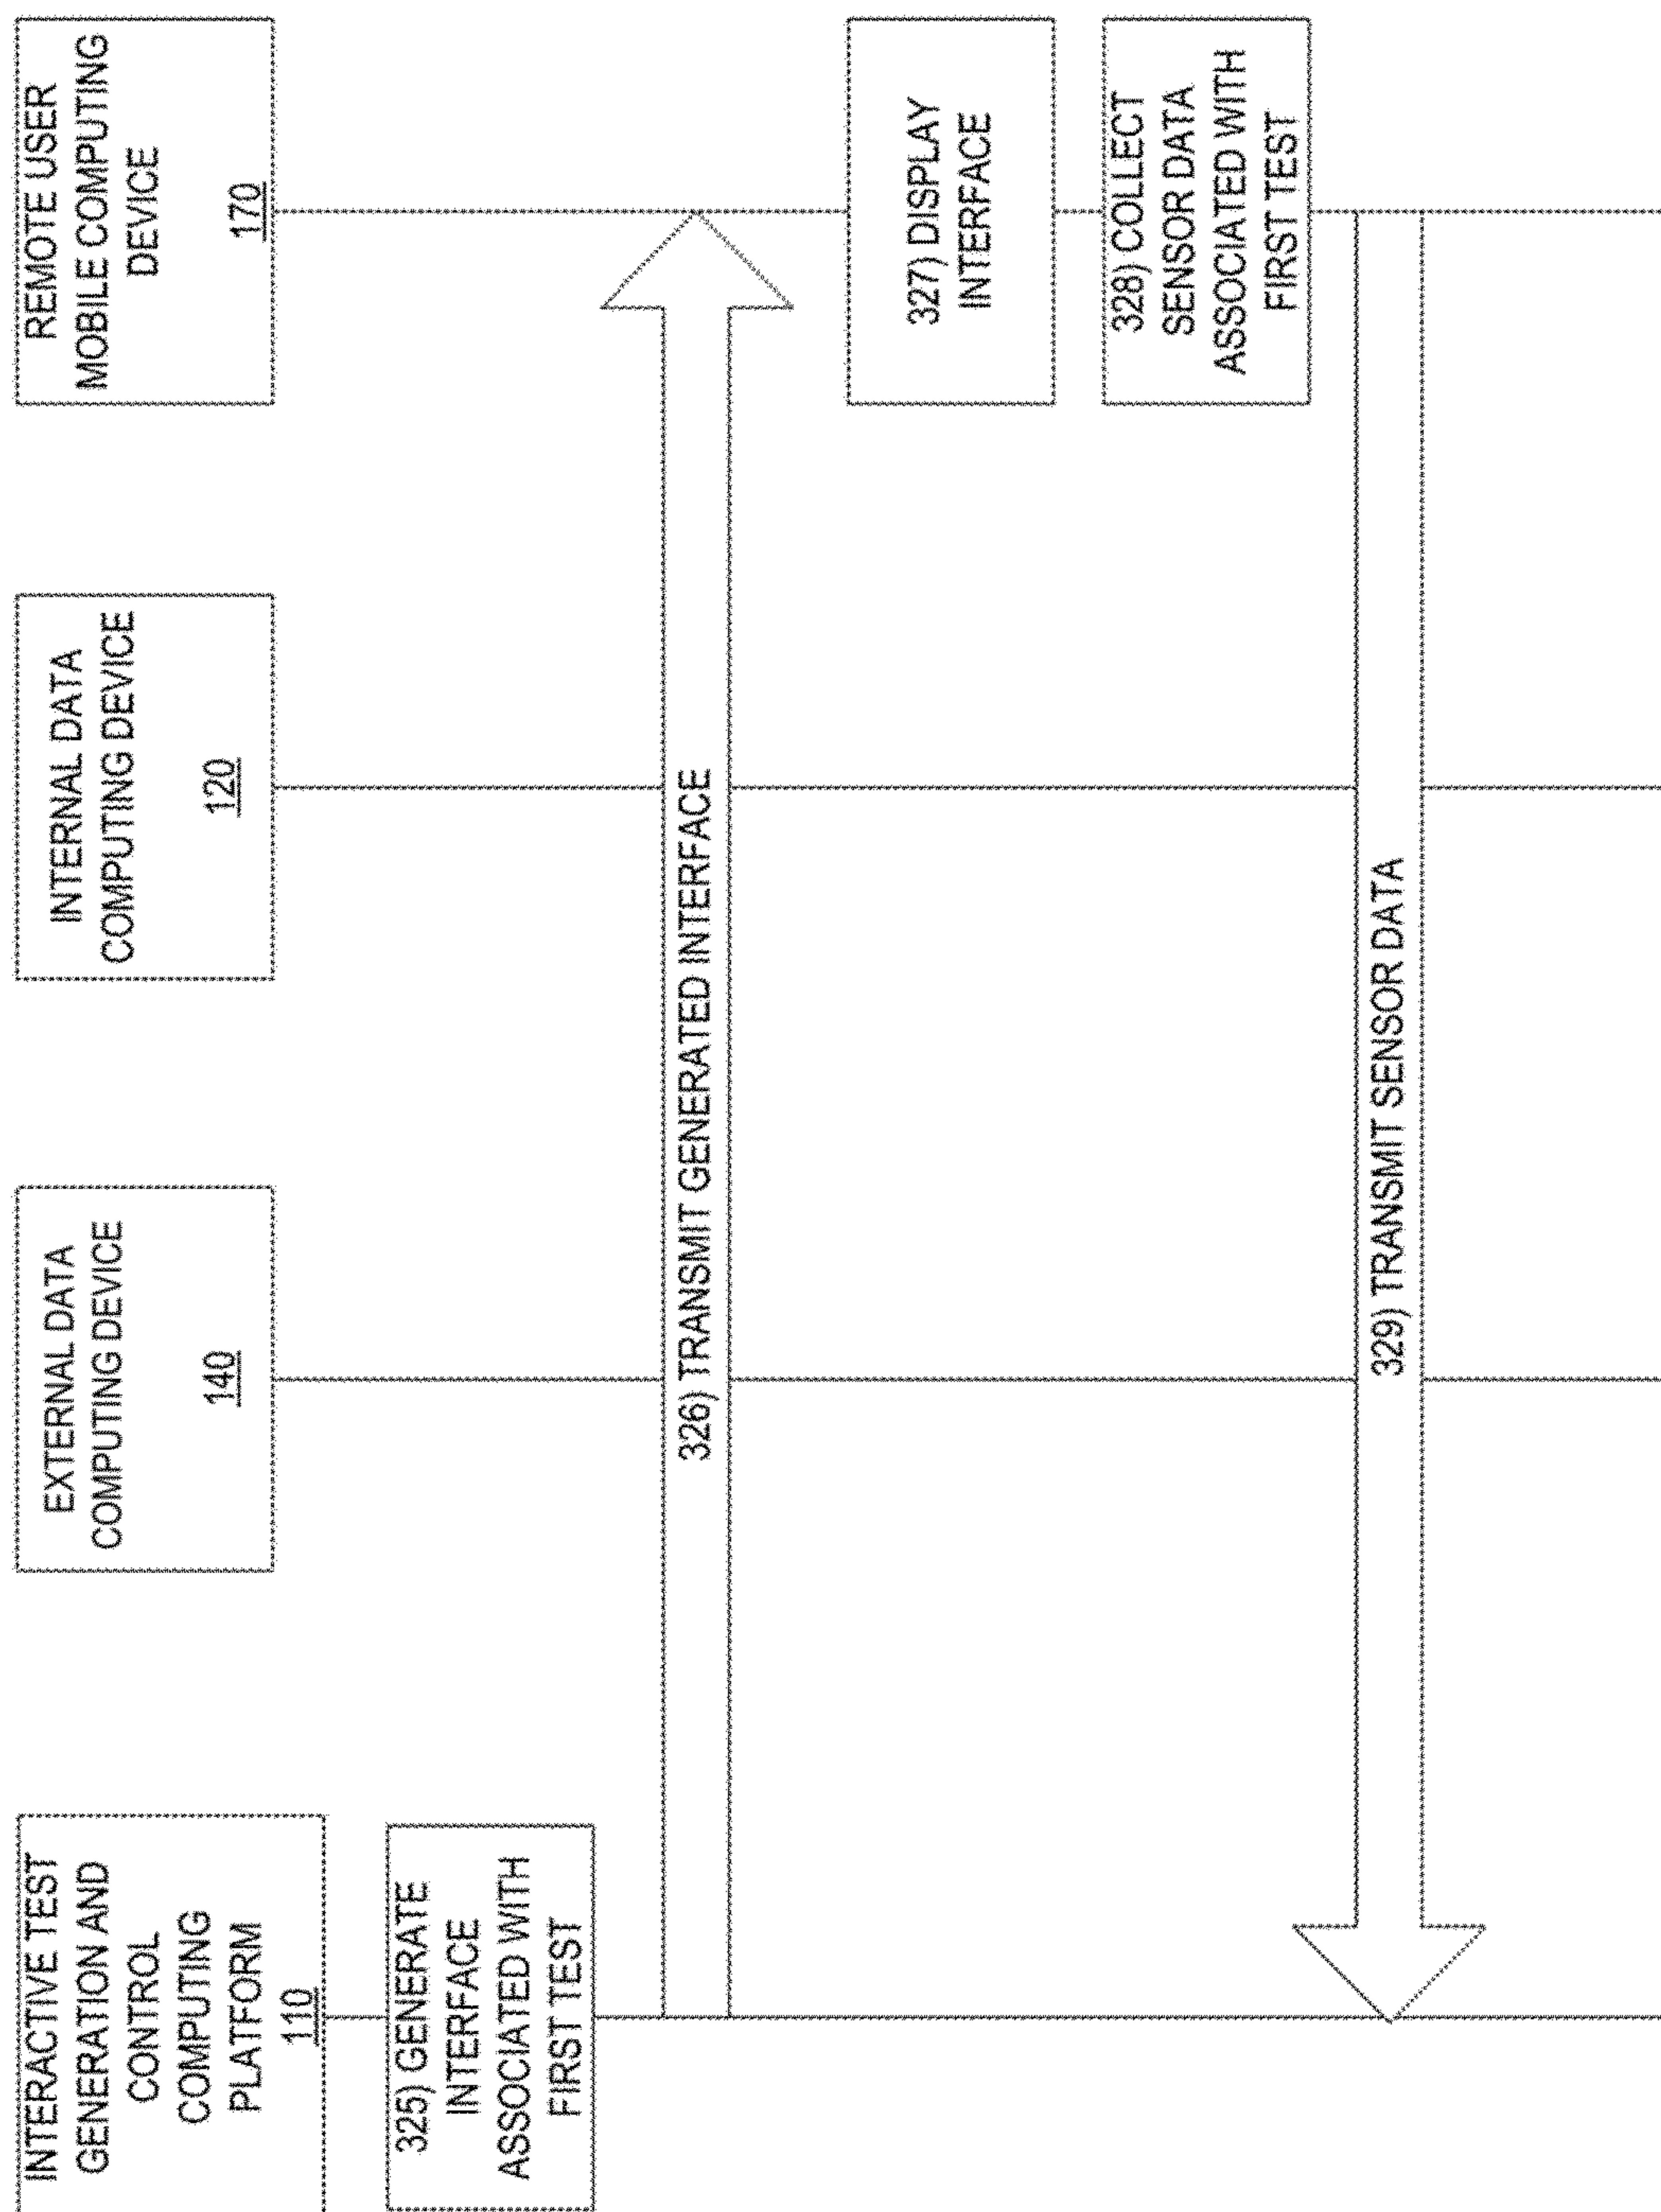 INTERACTIVE TEST
GENERATION AND
CONTROL
COMPUTING
PLATFORM
110
EXTERNAL DATA
COMPUTING DEVICE
140
INTERNAL DATA
COMPUTING DEVICE
120
REMOTE USER
MOBILE COMPUTING
DEVICE
170
325) GENERATE
INTERFACE
ASSOCIATED WITH
FIRST TEST
326) TRANSMIT GENERATED INTERFACE
327) DISPLAY
INTERFACE
328) COLLECT
SENSOR DATA
ASSOCIATED WITH
FIRST TEST
329) TRANSMIT SENSOR DATA